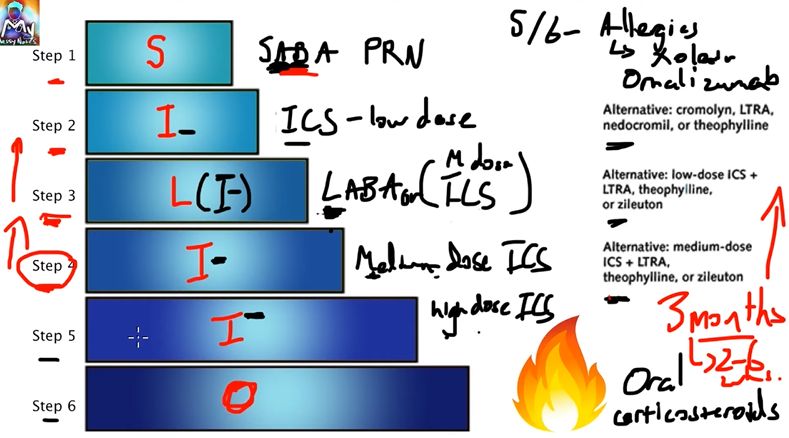 Messy Notes
5/6- Allergies
↳ Xolair
Omalizumab
Step 1
S
SABA PRN
Step 2
I-
ICS - low dose
Alternative: cromolyn, LTRA,
nedocromil, or theophylline
Step 3
L (I-)
LABA or (M dose ICS)
Alternative: low-dose ICS +
LTRA, theophylline,
or zileuton
Step 4
I-
Medium dose ICS
Alternative: medium-dose
ICS + LTRA,
theophylline, or zileuton
Step 5
I-
high dose ICS
3 months
↳ 2-6
wks.
Step 6
O
Oral
corticosteroids